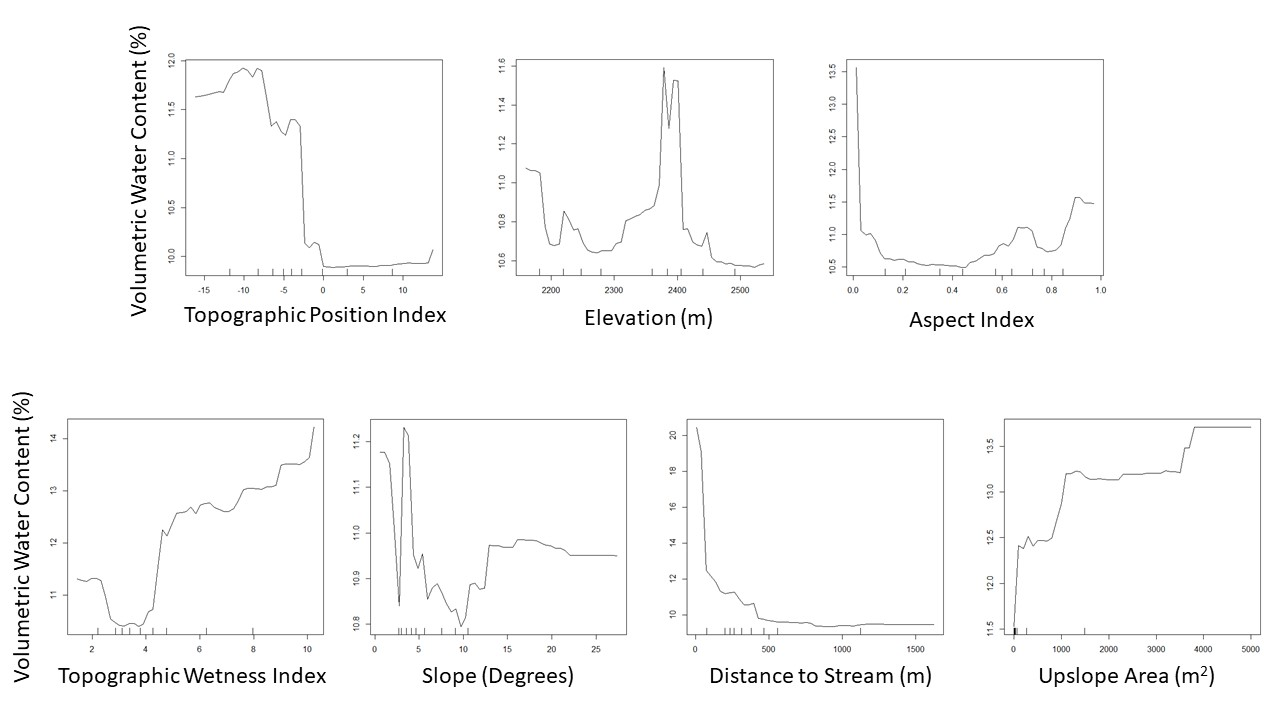 Volumetric Water Content (%)
12.0
11.5
11.0
10.5
10.0
-15 -10 -5 0 5 10
Topographic Position Index
11.6
11.4
11.2
11.0
10.8
10.6
2200 2300 2400 2500
Elevation (m)
13.5
13.0
12.5
12.0
11.5
11.0
10.5
0.0 0.2 0.4 0.6 0.8 1.0
Aspect Index
Volumetric Water Content (%)
14
13
12
11
2 4 6 8 10
Topographic Wetness Index
11.2
11.1
11.0
10.9
10.8
0 5 10 15 20 25
Slope (Degrees)
20
18
16
14
12
10
0 500 1000 1500
Distance to Stream (m)
13.5
13.0
12.5
12.0
11.5
0 1000 2000 3000 4000 5000
Upslope Area (m²)